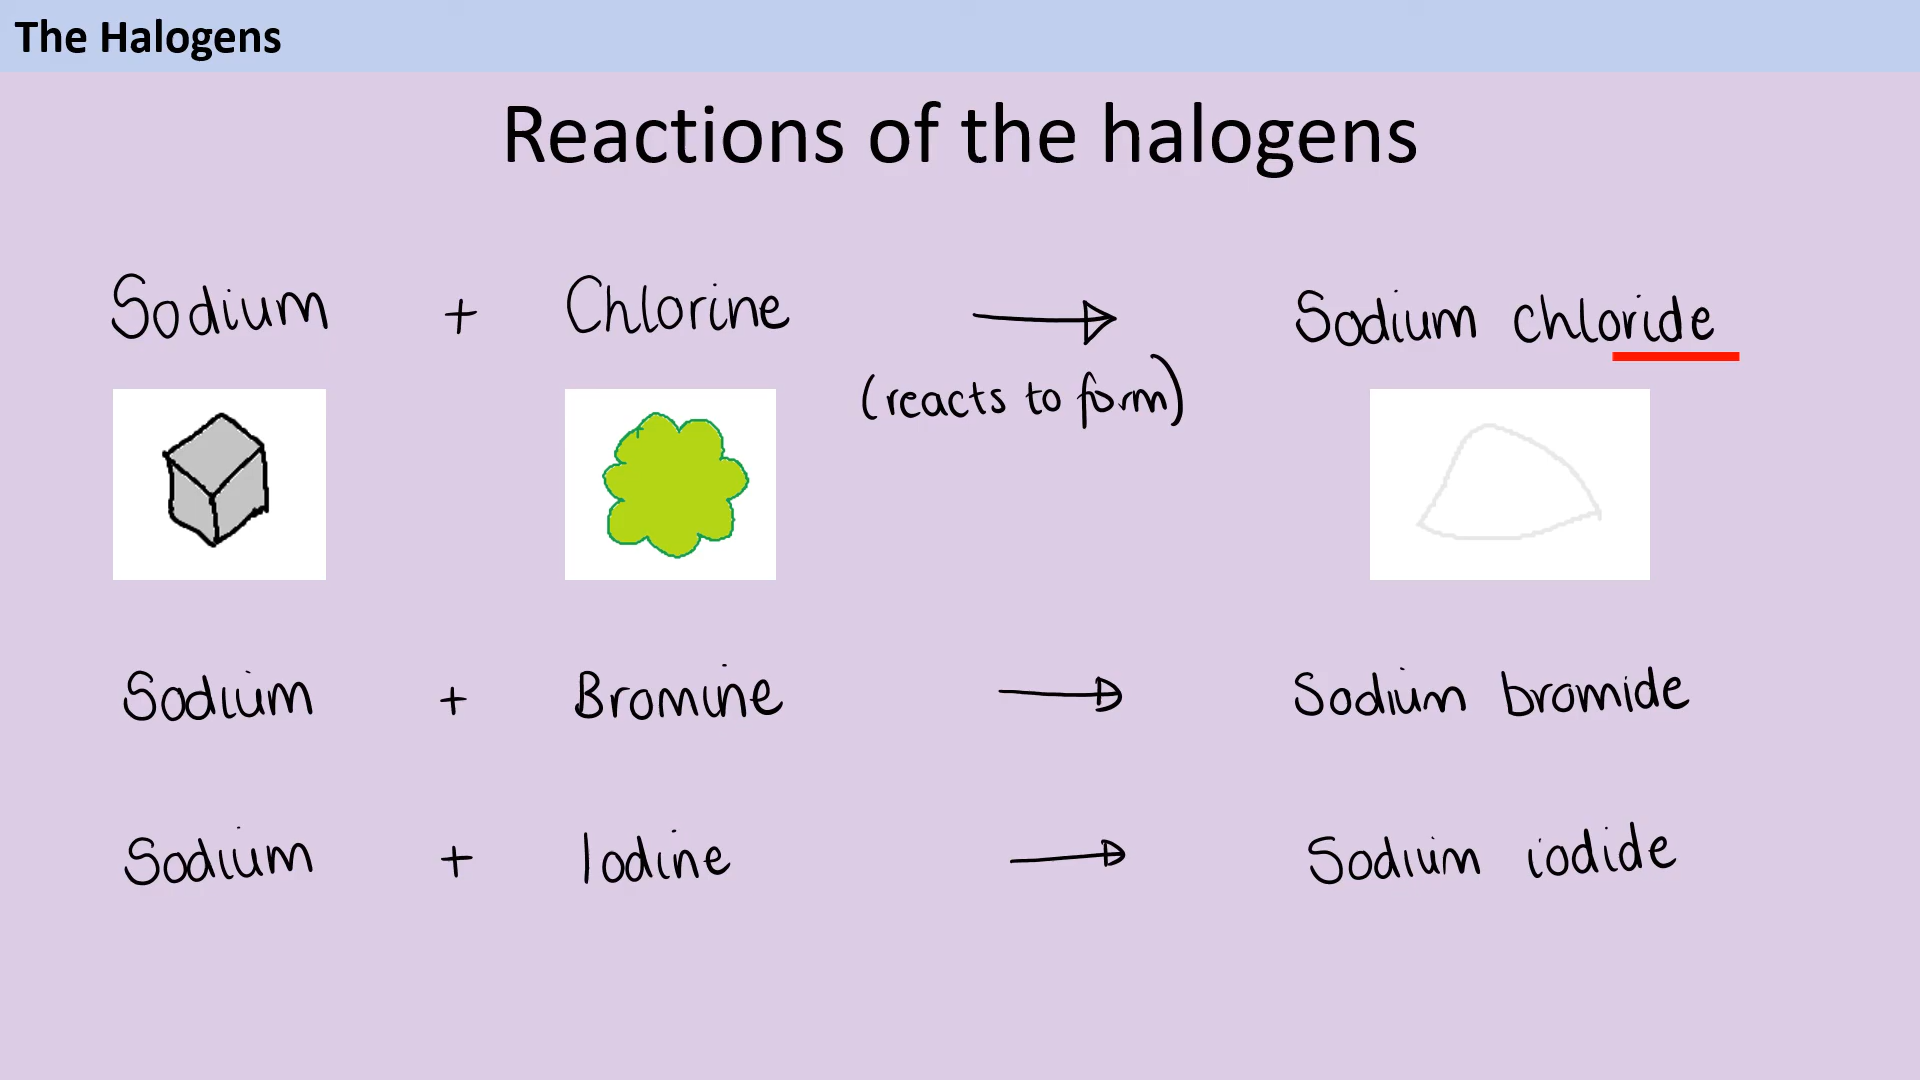 The Halogens
Reactions of the halogens
Sodium + Chlorine → Sodium chloride
(reacts to form)
Sodium + Bromine → Sodium bromide
Sodium + Iodine → Sodium iodide